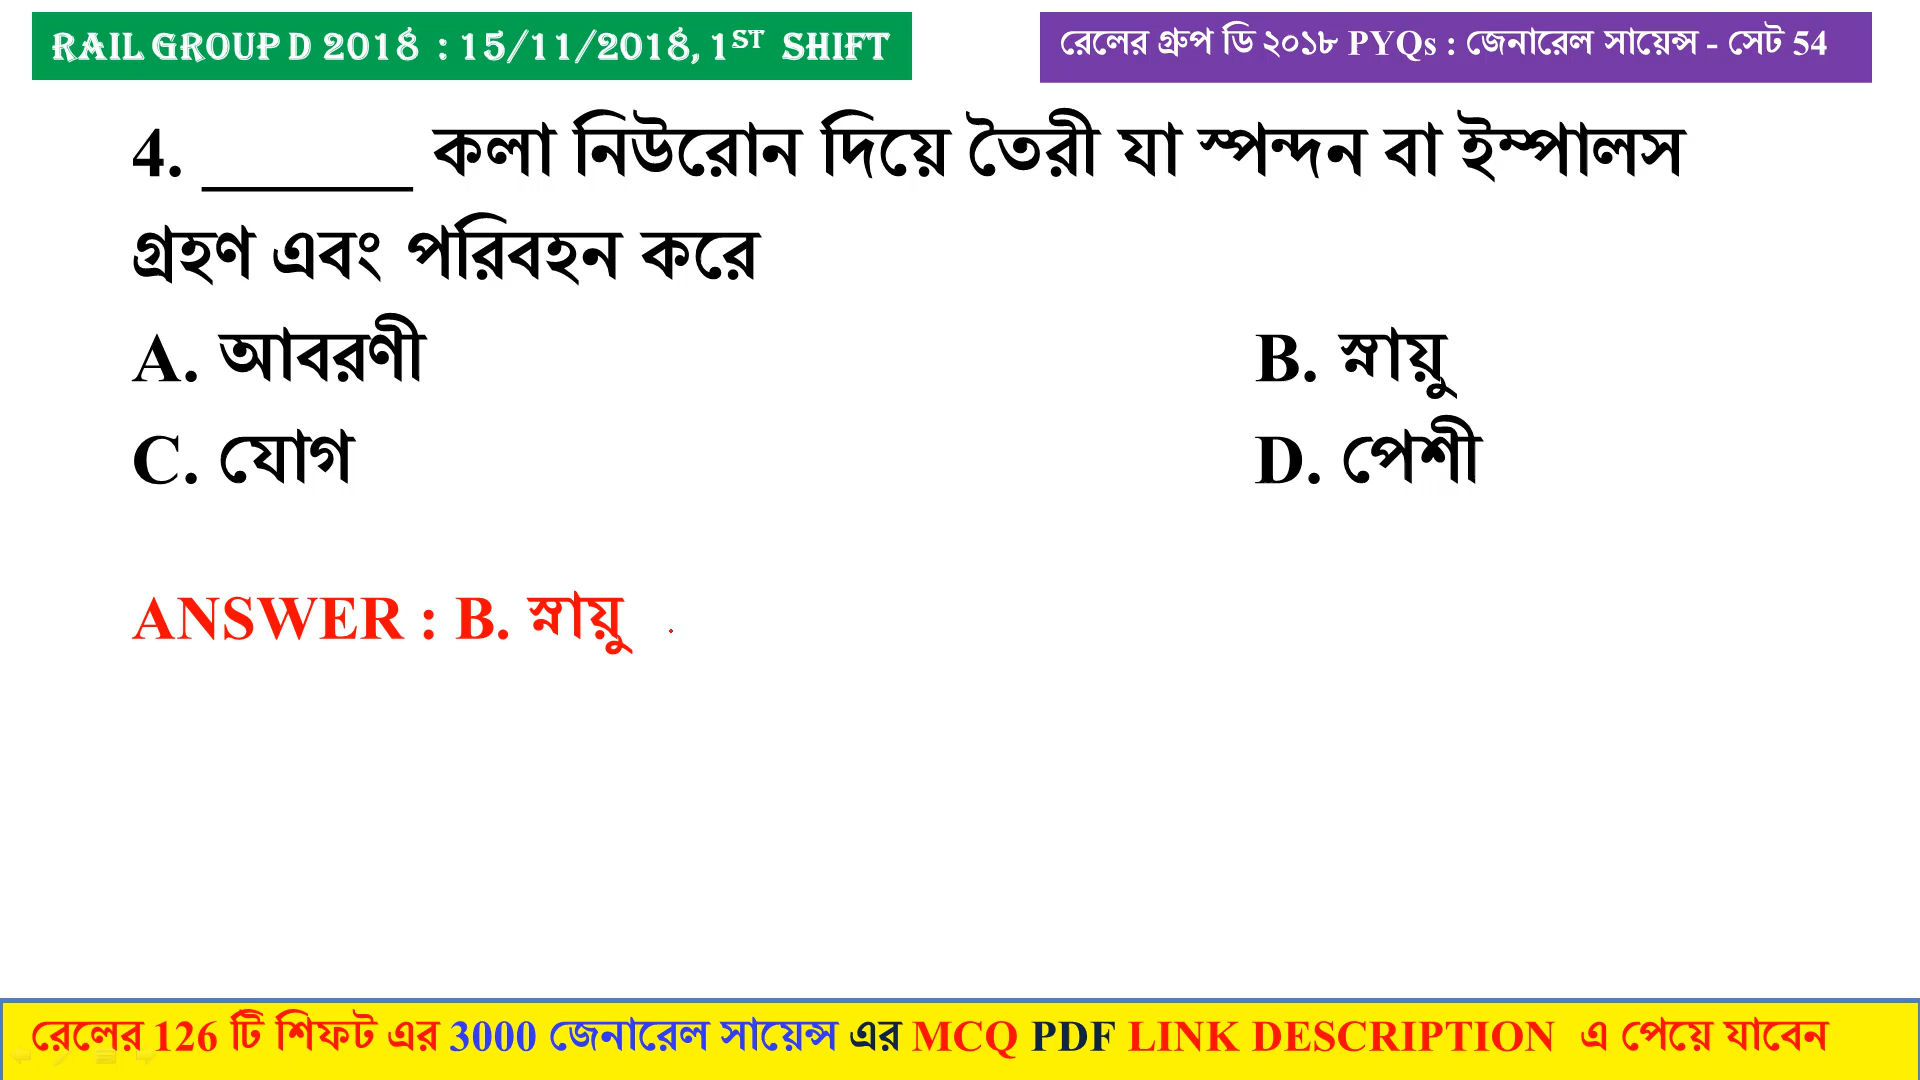 RAIL GROUP D 2018 : 15/11/2018, 1ST SHIFT
রেলের গ্রুপ ডি ২০১৮ PYQs : জেনারেল সায়েন্স - সেট 54
4. ______ কলা নিউরোন দিয়ে তৈরী যা স্পন্দন বা ইম্পালস
গ্রহণ এবং পরিবহন করে
A. আবরণী B. স্নায়ু
C. যোগ D. পেশী
ANSWER : B. স্নায়ু
রেলের 126 টি শিফট এর 3000 জেনারেল সায়েন্স এর MCQ PDF LINK DESCRIPTION এ পেয়ে যাবেন